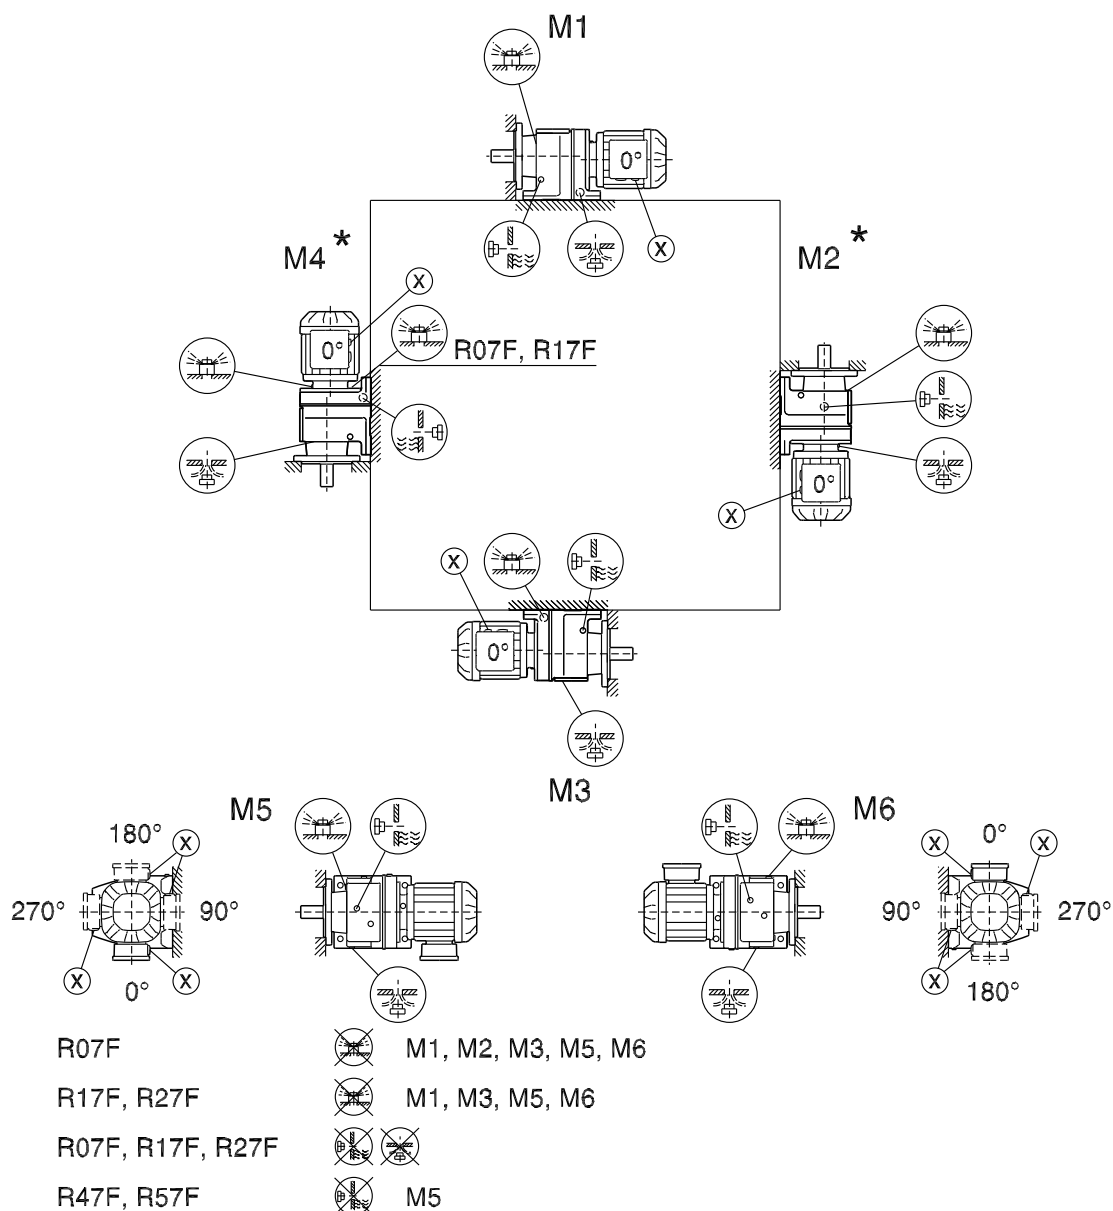 M1
0°
X
M4 *
M2 *
X
R07F, R17F
0°
0°
X
X
0°
M3
M5
M6
180°
X
0°
X
X
270°
90°
90°
270°
X
0°
X
X
180°
R07F M1, M2, M3, M5, M6
R17F, R27F M1, M3, M5, M6
R07F, R17F, R27F
R47F, R57F M5